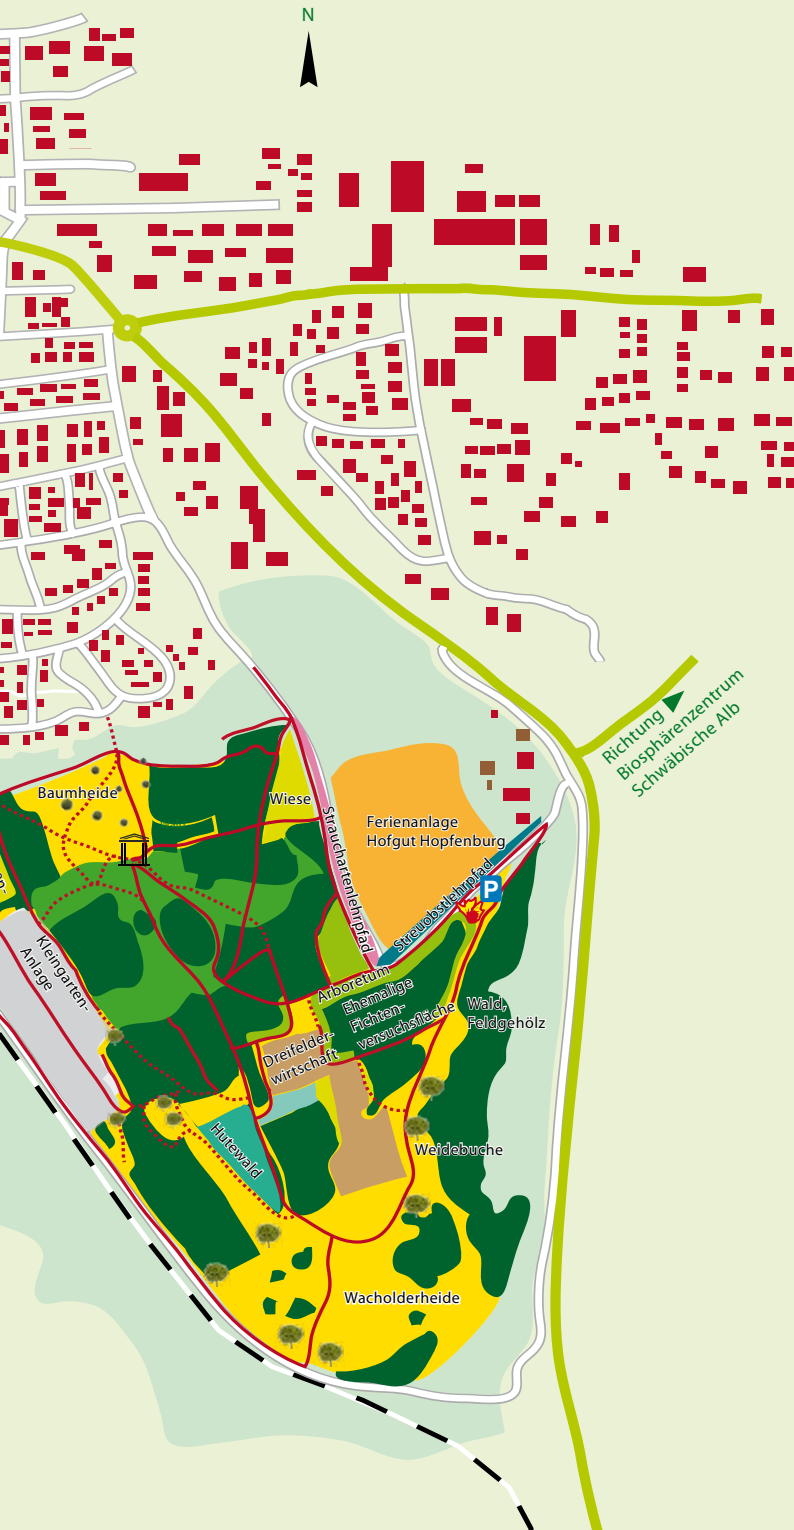 N
Richtung
Biosphärenzentrum
Schwäbische Alb
Baumheide
Wiese
Ferienanlage
Hofgut Hopfenburg
Strauchartenlehrpfad
Streuobstlehrpfad
P
en-
Kleingarten-
Anlage
Arboretum
Ehemalige
Fichten-
versuchsfläche
Wald,
Feldgehölz
Dreifelder-
wirtschaft
Hutewald
Weidebuche
Wacholderheide